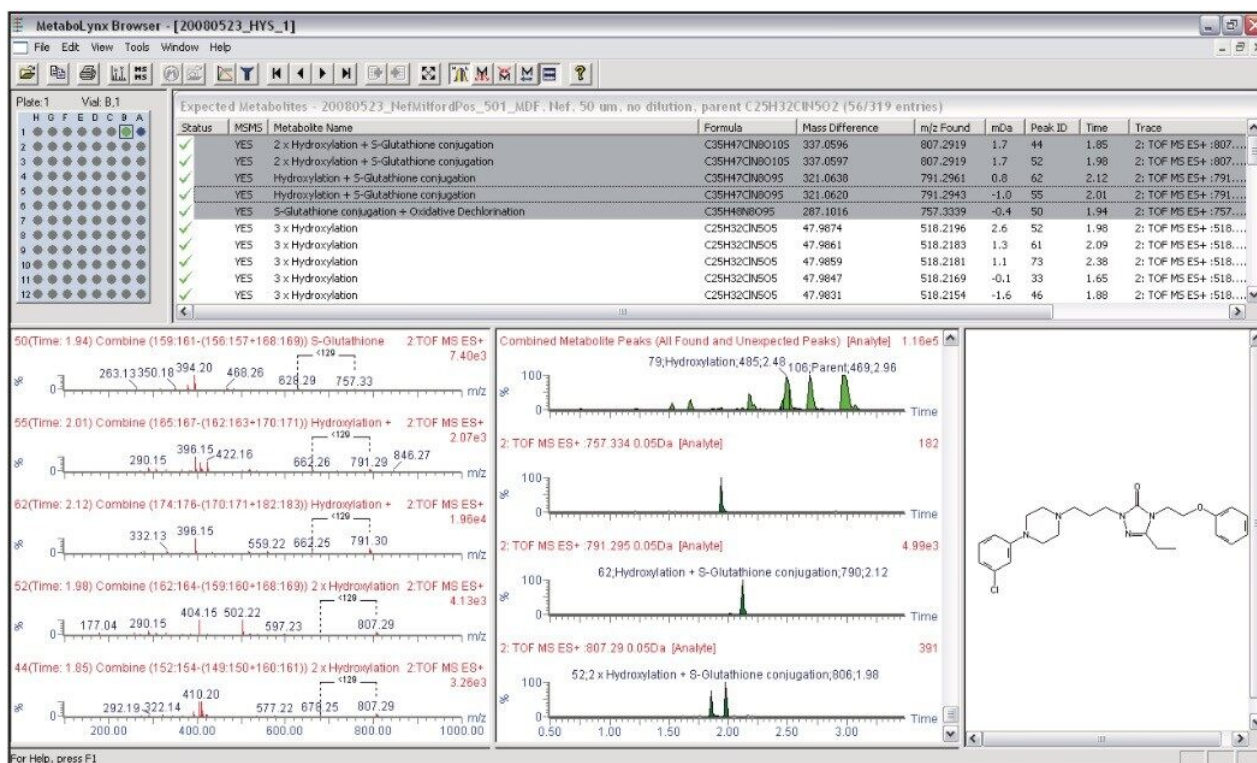 MetaboLynx Browser - [20080523_HYS_1]
File Edit View Tools Window Help
Plate:1 Vial: B,1
H G F E D C B A
1
2
3
4
5
6
7
8
9
10
11
12
Expected Metabolites - 20080523_NefMilfordPos_501_MDF, Nef, 50 um, no dilution, parent C25H32ClN5O2 (56/319 entries)
Status MSMS Metabolite Name Formula Mass Difference m/z Found mDa Peak ID Time Trace
YES 2 x Hydroxylation + S-Glutathione conjugation C35H47ClN8O10S 337.0596 807.2919 1.7 44 1.85 2: TOF MS ES+ :807....
YES 2 x Hydroxylation + S-Glutathione conjugation C35H47ClN8O10S 337.0597 807.2919 1.7 52 1.98 2: TOF MS ES+ :807....
YES Hydroxylation + S-Glutathione conjugation C35H47ClN8O9S 321.0638 791.2961 0.8 62 2.12 2: TOF MS ES+ :791....
YES Hydroxylation + S-Glutathione conjugation C35H47ClN8O9S 321.0620 791.2943 -1.0 55 2.01 2: TOF MS ES+ :791....
YES S-Glutathione conjugation + Oxidative Dechlorination C35H48N8O9S 287.1016 757.3339 -0.4 50 1.94 2: TOF MS ES+ :757....
YES 3 x Hydroxylation C25H32ClN5O5 47.9874 518.2196 2.6 52 1.98 2: TOF MS ES+ :518....
YES 3 x Hydroxylation C25H32ClN5O5 47.9861 518.2183 1.3 61 2.09 2: TOF MS ES+ :518....
YES 3 x Hydroxylation C25H32ClN5O5 47.9859 518.2181 1.1 73 2.38 2: TOF MS ES+ :518....
YES 3 x Hydroxylation C25H32ClN5O5 47.9847 518.2169 -0.1 33 1.65 2: TOF MS ES+ :518....
YES 3 x Hydroxylation C25H32ClN5O5 47.9831 518.2154 -1.6 46 1.88 2: TOF MS ES+ :518....
50(Time: 1.94) Combine (159:161-(156:157+168:169)) S-Glutathione 2:TOF MS ES+
7.40e3
<129
263.13 350.18 394.20 468.26 628.29 757.33
% 0 m/z
55(Time: 2.01) Combine (165:167-(162:163+170:171)) Hydroxylation + 2:TOF MS ES+
2.07e3
<129
290.15 396.15 422.16 662.26 791.29 846.27
% 0 m/z
62(Time: 2.12) Combine (174:176-(170:171+182:183)) Hydroxylation + 2:TOF MS ES+
1.96e4
<129
332.13 396.15 559.22 662.25 791.30
% 0 m/z
52(Time: 1.98) Combine (162:164-(159:160+168:169)) 2 x Hydroxylation 2:TOF MS ES+
4.13e3
<129
177.04 290.15 404.15 502.22 597.23 807.29
% 0 m/z
44(Time: 1.85) Combine (152:154-(149:150+160:161)) 2 x Hydroxylation 2:TOF MS ES+
3.26e3
<129
292.19 322.14 410.20 577.22 678.25 807.29
% 0 m/z
200.00 400.00 600.00 800.00 1000.00
Combined Metabolite Peaks (All Found and Unexpected Peaks) [Analyte] 1.16e5
79;Hydroxylation;485;2.48 106;Parent;469;2.96
100
% 0 Time
2: TOF MS ES+ :757.334 0.05Da [Analyte] 182
100
% 0 Time
2: TOF MS ES+ :791.295 0.05Da [Analyte] 4.99e3
62;Hydroxylation + S-Glutathione conjugation;790;2.12
100
% 0 Time
2: TOF MS ES+ :807.29 0.05Da [Analyte] 391
52;2 x Hydroxylation + S-Glutathione conjugation;806;1.98
100
% 0 Time
0.50 1.00 1.50 2.00 2.50 3.00
O
N
N
N
N
N
O
Cl
For Help, press F1